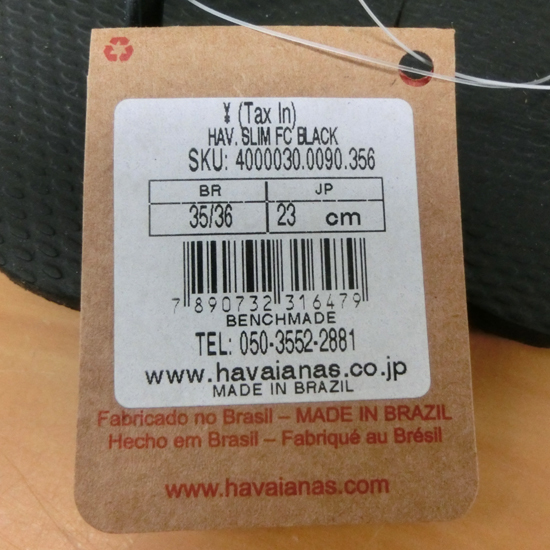 ¥ (Tax In)
HAV. SLIM FC BLACK
SKU: 4000030.0090.356
BR JP
35/36 23 cm
7 890732 316479
BENCHMADE
TEL: 050-3552-2881
www.havaianas.co.jp
MADE IN BRAZIL
Fabricado no Brasil – MADE IN BRAZIL
Hecho em Brasil – Fabriqué au Brésil
www.havaianas.com